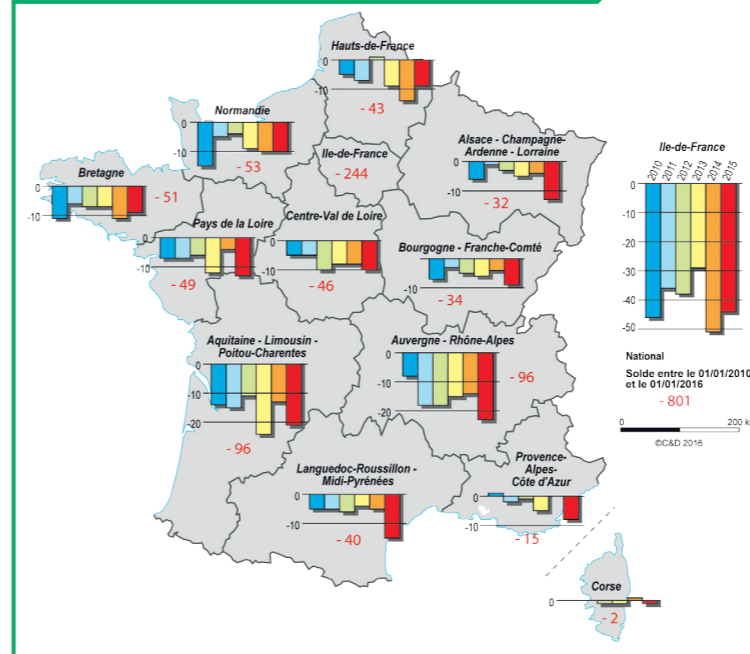 Hauts-de-France
0
-10
- 43
Normandie
0
-10
- 53
Ile-de-France
- 244
Alsace - Champagne-
Ardenne - Lorraine
0
-10
- 32
Bretagne
0
-10
- 51
Pays de la Loire
0
-10
- 49
Centre-Val de Loire
0
-10
- 46
Bourgogne - Franche-Comté
0
-10
- 34
Aquitaine - Limousin -
Poitou-Charentes
0
-10
-20
- 96
Auvergne - Rhône-Alpes
0
-10
-20
- 96
Languedoc-Roussillon -
Midi-Pyrénées
0
-10
- 40
Provence-
Alpes-
Côte d'Azur
0
-10
- 15
Corse
0
- 2
Ile-de-France
2010 2011 2012 2013 2014 2015
0
-10
-20
-30
-40
-50
National
Solde entre le 01/01/2010
et le 01/01/2016
- 801
0 200 k
©C&D 2016